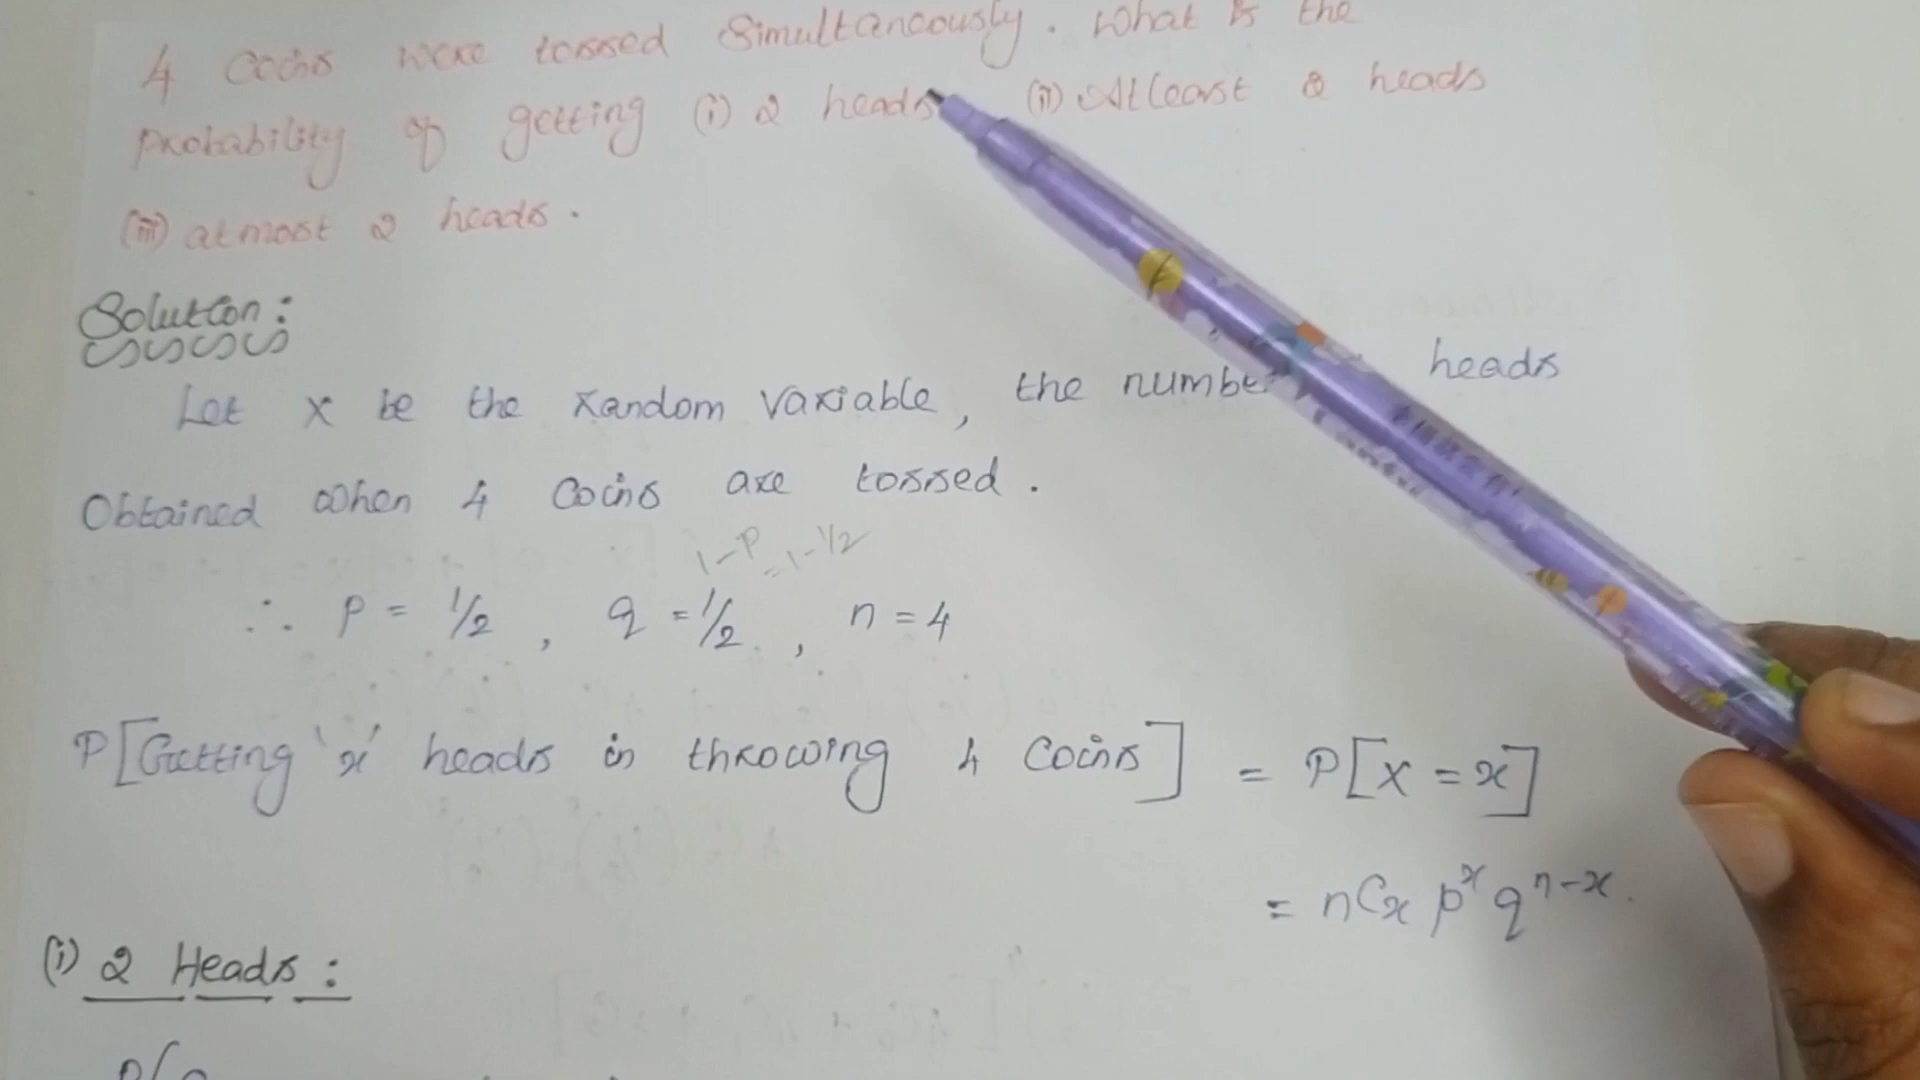 4 Coins were tossed Simultaneously. What is the
Probability of getting (i) 2 heads (ii) Atleast 2 heads
(iii) atmost 2 heads.
Solution:
Let X be the random variable, the number heads
Obtained when 4 coins are tossed.
1-P = 1-1/2
∴ P = 1/2, q = 1/2, n = 4
P[Getting 'x' heads in throwing 4 coins] = P[X = x]
= nCx p^x q^n-x.
(i) 2 Heads: